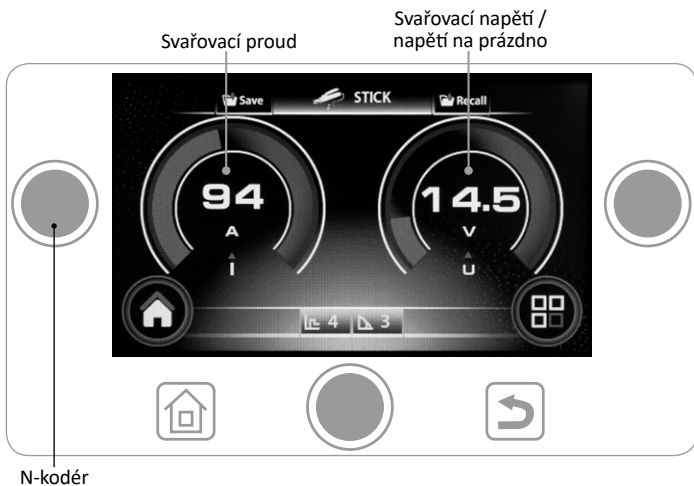 Svařovací proud
Svařovací napětí /
napětí na prázdno
Save
STICK
Recall
94
A
I
14.5
V
U
4
3
N-kodér